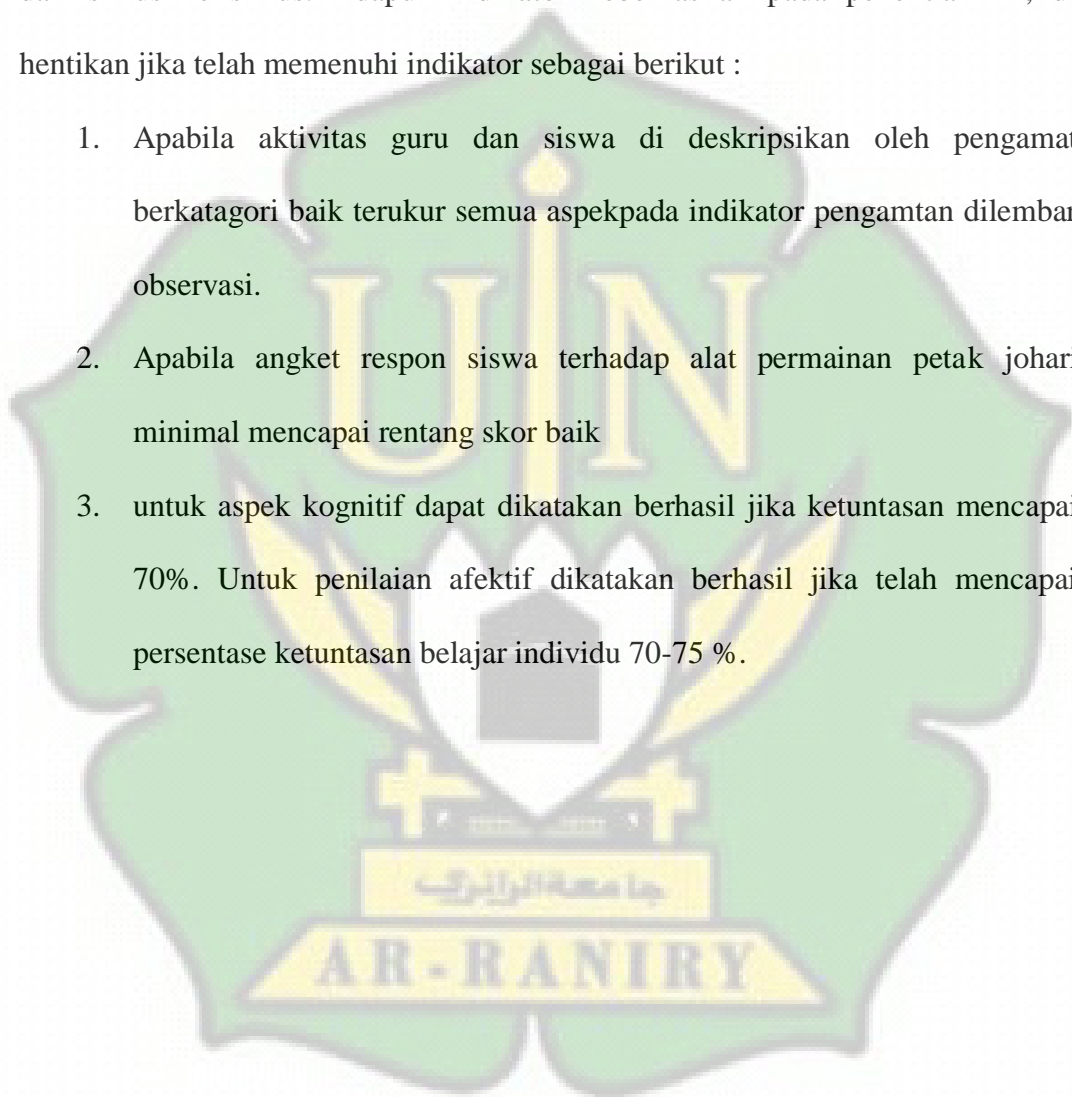 hentikan jika telah memenuhi indikator sebagai berikut :
1. Apabila aktivitas guru dan siswa di deskripsikan oleh pengamat
berkatagori baik terukur semua aspekpada indikator pengamtan dilembar
observasi.
2. Apabila angket respon siswa terhadap alat permainan petak johari
minimal mencapai rentang skor baik
3. untuk aspek kognitif dapat dikatakan berhasil jika ketuntasan mencapai
70%. Untuk penilaian afektif dikatakan berhasil jika telah mencapai
persentase ketuntasan belajar individu 70-75 %.
UIN
جامعة الرانري
AR-RANIRY